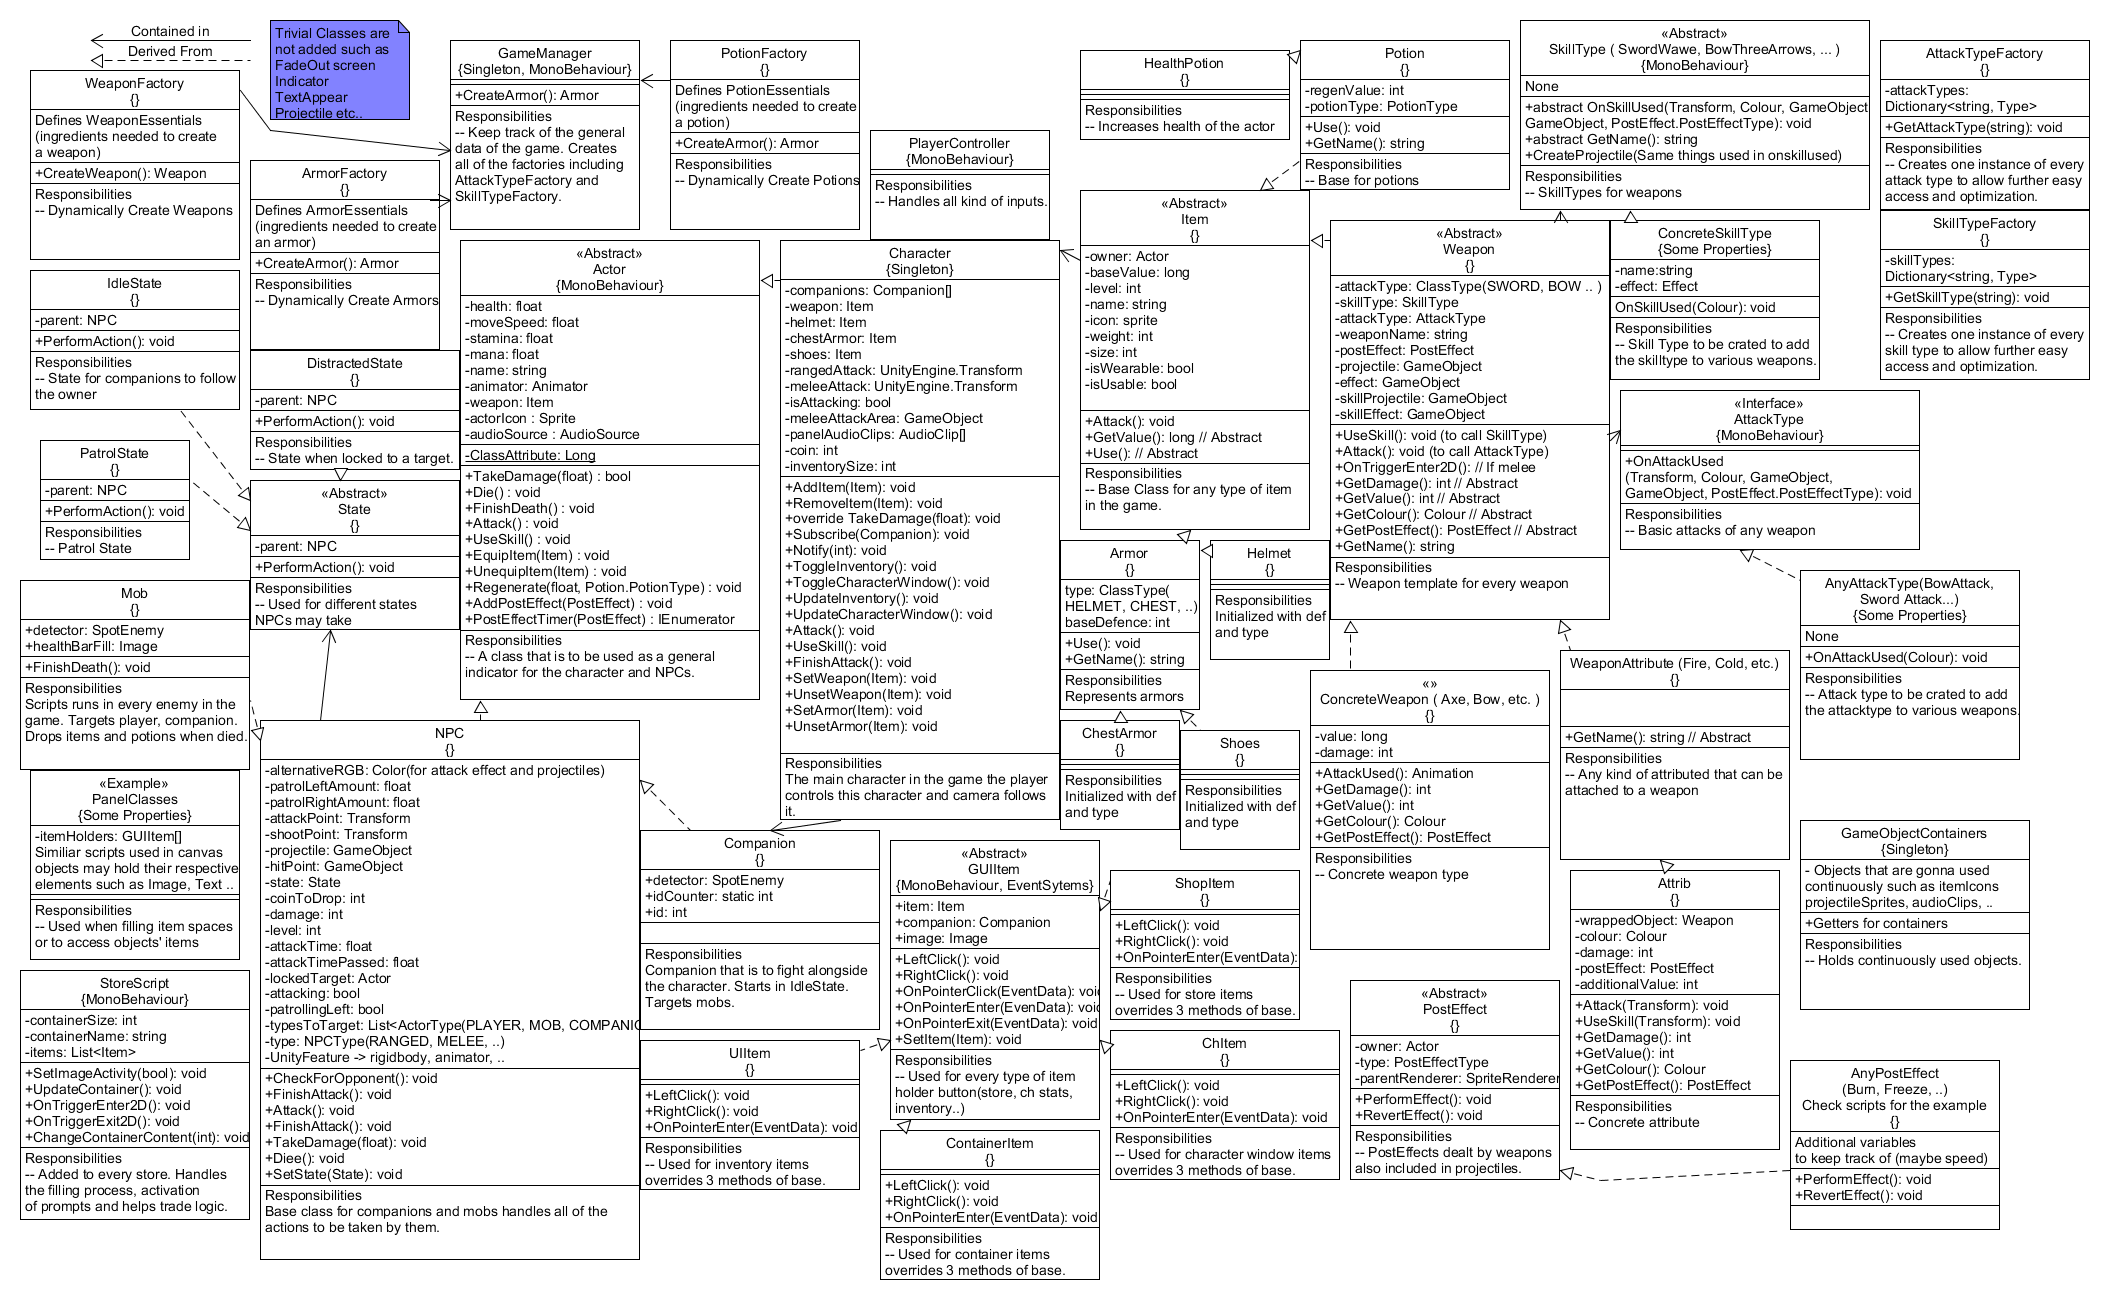 Contained in
Derived From
Trivial Classes are
not added such as
FadeOut screen
Indicator
TextAppear
Projectile etc..
WeaponFactory
{}
Defines WeaponEssentials
(ingredients needed to create
a weapon)
+CreateWeapon(): Weapon
Responsibilities
-- Dynamically Create Weapons
GameManager
{Singleton, MonoBehaviour}
+CreateArmor(): Armor
Responsibilities
-- Keep track of the general
data of the game. Creates
all of the factories including
AttackTypeFactory and
SkillTypeFactory.
PotionFactory
{}
Defines PotionEssentials
(ingredients needed to create
a potion)
+CreateArmor(): Armor
Responsibilities
-- Dynamically Create Potions
ArmorFactory
{}
Defines ArmorEssentials
(ingredients needed to create
an armor)
+CreateArmor(): Armor
Responsibilities
-- Dynamically Create Armors
PlayerController
{MonoBehaviour}
Responsibilities
-- Handles all kind of inputs.
HealthPotion
{}
Responsibilities
-- Increases health of the actor
Potion
{}
-regenValue: int
-potionType: PotionType
+Use(): void
+GetName(): string
Responsibilities
-- Base for potions
«Abstract»
SkillType ( SwordWawe, BowThreeArrows, ... )
{MonoBehaviour}
None
+abstract OnSkillUsed(Transform, Colour, GameObject
GameObject, PostEffect.PostEffectType): void
+abstract GetName(): string
+CreateProjectile(Same things used in onskillused)
Responsibilities
-- SkillTypes for weapons
AttackTypeFactory
{}
-attackTypes:
Dictionary<string, Type>
+GetAttackType(string): void
Responsibilities
-- Creates one instance of every
attack type to allow further easy
access and optimization.
SkillTypeFactory
{}
-skillTypes:
Dictionary<string, Type>
+GetSkillType(string): void
Responsibilities
-- Creates one instance of every
skill type to allow further easy
access and optimization.
IdleState
{}
-parent: NPC
+PerformAction(): void
Responsibilities
-- State for companions to follow
the owner
DistractedState
{}
-parent: NPC
+PerformAction(): void
Responsibilities
-- State when locked to a target.
PatrolState
{}
-parent: NPC
+PerformAction(): void
Responsibilities
-- Patrol State
«Abstract»
State
{}
-parent: NPC
+PerformAction(): void
Responsibilities
-- Used for different states
NPCs may take
«Abstract»
Actor
{MonoBehaviour}
-health: float
-moveSpeed: float
-stamina: float
-mana: float
-name: string
-animator: Animator
-weapon: Item
-actorIcon : Sprite
-audioSource : AudioSource
-ClassAttribute: Long
+TakeDamage(float) : bool
+Die() : void
+FinishDeath() : void
+Attack() : void
+UseSkill() : void
+EquipItem(Item) : void
+UnequipItem(Item) : void
+Regenerate(float, Potion.PotionType) : void
+AddPostEffect(PostEffect) : void
+PostEffectTimer(PostEffect) : IEnumerator
Responsibilities
-- A class that is to be used as a general
indicator for the character and NPCs.
Character
{Singleton}
-companions: Companion[]
-weapon: Item
-helmet: Item
-chestArmor: Item
-shoes: Item
-rangedAttack: UnityEngine.Transform
-meleeAttack: UnityEngine.Transform
-isAttacking: bool
-meleeAttackArea: GameObject
-panelAudioClips: AudioClip[]
-coin: int
-inventorySize: int
+AddItem(Item): void
+RemoveItem(Item): void
+override TakeDamage(float): void
+Subscribe(Companion): void
+Notify(int): void
+ToggleInventory(): void
+ToggleCharacterWindow(): void
+UpdateInventory(): void
+UpdateCharacterWindow(): void
+Attack(): void
+UseSkill(): void
+FinishAttack(): void
+SetWeapon(Item): void
+UnsetWeapon(Item): void
+SetArmor(Item): void
+UnsetArmor(Item): void
Responsibilities
The main character in the game the player
controls this character and camera follows
it.
«Abstract»
Item
{}
-owner: Actor
-baseValue: long
-level: int
-name: string
-icon: sprite
-weight: int
-size: int
-isWearable: bool
-isUsable: bool
+Attack(): void
+GetValue(): long // Abstract
+Use(): // Abstract
Responsibilities
-- Base Class for any type of item
in the game.
«Abstract»
Weapon
{}
-attackType: ClassType(SWORD, BOW .. )
-skillType: SkillType
-attackType: AttackType
-weaponName: string
-postEffect: PostEffect
-projectile: GameObject
-effect: GameObject
-skillProjectile: GameObject
-skillEffect: GameObject
+UseSkill(): void (to call SkillType)
+Attack(): void (to call AttackType)
+OnTriggerEnter2D(): // If melee
+GetDamage(): int // Abstract
+GetValue(): int // Abstract
+GetColour(): Colour // Abstract
+GetPostEffect(): PostEffect // Abstract
+GetName(): string
Responsibilities
-- Weapon template for every weapon
ConcreteSkillType
{Some Properties}
-name:string
-effect: Effect
OnSkillUsed(Colour): void
Responsibilities
-- Skill Type to be crated to add
the skilltype to various weapons.
«Interface»
AttackType
{MonoBehaviour}
+OnAttackUsed
(Transform, Colour, GameObject,
GameObject, PostEffect.PostEffectType): void
Responsibilities
-- Basic attacks of any weapon
Armor
{}
type: ClassType(
HELMET, CHEST, ..)
baseDefence: int
+Use(): void
+GetName(): string
Responsibilities
Represents armors
Helmet
{}
Responsibilities
Initialized with def
and type
AnyAttackType(BowAttack,
Sword Attack...)
{Some Properties}
None
+OnAttackUsed(Colour): void
Responsibilities
-- Attack type to be crated to add
the attacktype to various weapons.
Mob
{}
+detector: SpotEnemy
+healthBarFill: Image
+FinishDeath(): void
Responsibilities
Scripts runs in every enemy in the
game. Targets player, companion.
Drops items and potions when died.
«Example»
PanelClasses
{Some Properties}
-itemHolders: GUIItem[]
Similiar scripts used in canvas
objects may hold their respective
elements such as Image, Text ..
Responsibilities
-- Used when filling item spaces
or to access objects' items
StoreScript
{MonoBehaviour}
-containerSize: int
-containerName: string
-items: List<Item>
+SetImageActivity(bool): void
+UpdateContainer(): void
+OnTriggerEnter2D(): void
+OnTriggerExit2D(): void
+ChangeContainerContent(int): void
Responsibilities
-- Added to every store. Handles
the filling process, activation
of prompts and helps trade logic.
NPC
{}
-alternativeRGB: Color(for attack effect and projectiles)
-patrolLeftAmount: float
-patrolRightAmount: float
-attackPoint: Transform
-shootPoint: Transform
-projectile: GameObject
-hitPoint: GameObject
-state: State
-coinToDrop: int
-damage: int
-level: int
-attackTime: float
-attackTimePassed: float
-lockedTarget: Actor
-attacking: bool
-patrollingLeft: bool
-typesToTarget: List<ActorType(PLAYER, MOB, COMPANIO
-type: NPCType(RANGED, MELEE, ..)
-UnityFeature -> rigidbody, animator, ..
+CheckForOpponent(): void
+FinishAttack(): void
+Attack(): void
+FinishAttack(): void
+TakeDamage(float): void
+Diee(): void
+SetState(State): void
Responsibilities
Base class for companions and mobs handles all of the
actions to be taken by them.
Companion
{}
+detector: SpotEnemy
+idCounter: static int
+id: int
Responsibilities
Companion that is to fight alongside
the character. Starts in IdleState.
Targets mobs.
UIItem
{}
+LeftClick(): void
+RightClick(): void
+OnPointerEnter(EventData): void
Responsibilities
-- Used for inventory items
overrides 3 methods of base.
«Abstract»
GUIItem
{MonoBehaviour, EventSytems}
+item: Item
+companion: Companion
+image: Image
+LeftClick(): void
+RightClick(): void
+OnPointerClick(EventData): void
+OnPointerEnter(EvenData): void
+OnPointerExit(EventData): void
+SetItem(Item): void
Responsibilities
-- Used for every type of item
holder button(store, ch stats,
inventory..)
ContainerItem
{}
+LeftClick(): void
+RightClick(): void
+OnPointerEnter(EventData): void
Responsibilities
-- Used for container items
overrides 3 methods of base.
ChestArmor
{}
Responsibilities
Initialized with def
and type
Shoes
{}
Responsibilities
Initialized with def
and type
ShopItem
{}
+LeftClick(): void
+RightClick(): void
+OnPointerEnter(EventData):
Responsibilities
-- Used for store items
overrides 3 methods of base.
ChItem
{}
+LeftClick(): void
+RightClick(): void
+OnPointerEnter(EventData): void
Responsibilities
-- Used for character window items
overrides 3 methods of base.
«»
ConcreteWeapon ( Axe, Bow, etc. )
{}
-value: long
-damage: int
+AttackUsed(): Animation
+GetDamage(): int
+GetValue(): int
+GetColour(): Colour
+GetPostEffect(): PostEffect
Responsibilities
-- Concrete weapon type
WeaponAttribute (Fire, Cold, etc.)
{}
+GetName(): string // Abstract
Responsibilities
-- Any kind of attributed that can be
attached to a weapon
Attrib
{}
-wrappedObject: Weapon
-colour: Colour
-damage: int
-postEffect: PostEffect
-additionalValue: int
+Attack(Transform): void
+UseSkill(Transform): void
+GetDamage(): int
+GetValue(): int
+GetColour(): Colour
+GetPostEffect(): PostEffect
Responsibilities
-- Concrete attribute
«Abstract»
PostEffect
{}
-owner: Actor
-type: PostEffectType
-parentRenderer: SpriteRenderer
+PerformEffect(): void
+RevertEffect(): void
Responsibilities
-- PostEffects dealt by weapons
also included in projectiles.
GameObjectContainers
{Singleton}
- Objects that are gonna used
continuously such as itemIcons
projectileSprites, audioClips, ..
+Getters for containers
Responsibilities
-- Holds continuously used objects.
AnyPostEffect
(Burn, Freeze, ..)
Check scripts for the example
{}
Additional variables
to keep track of (maybe speed)
+PerformEffect(): void
+RevertEffect(): void